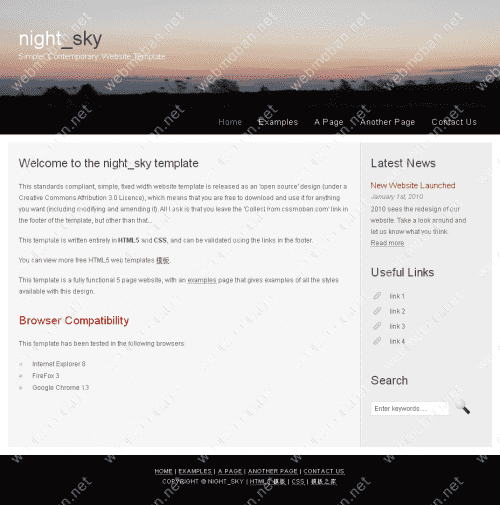 night_sky
Simple, Contemporary, Website Template
Home Examples A Page Another Page Contact Us
Welcome to the night_sky template
This standards compliant, simple, fixed width website template is released as an 'open source' design (under a
Creative Commons Attribution 3.0 Licence), which means that you are free to download and use it for anything
you want (including modifying and amending it). All I ask is that you leave the 'Collect from cssmoban.com' link in
the footer of the template, but other than that...
This template is written entirely in HTML5 and CSS, and can be validated using the links in the footer.
You can view more free HTML5 web templates 模板.
This template is a fully functional 5 page website, with an examples page that gives examples of all the styles
available with this design.
Browser Compatibility
This template has been tested in the following browsers:
Internet Explorer 8
FireFox 3
Google Chrome 13
Latest News
New Website Launched
January 1st, 2010
2010 sees the redesign of our
website. Take a look around and
let us know what you think.
Read more
Useful Links
link 1
link 2
link 3
link 4
Search
Enter keywords....
HOME | EXAMPLES | A PAGE | ANOTHER PAGE | CONTACT US
COPYRIGHT © NIGHT_SKY | HTML5 模板 | CSS | 模板之家
webmoban.net